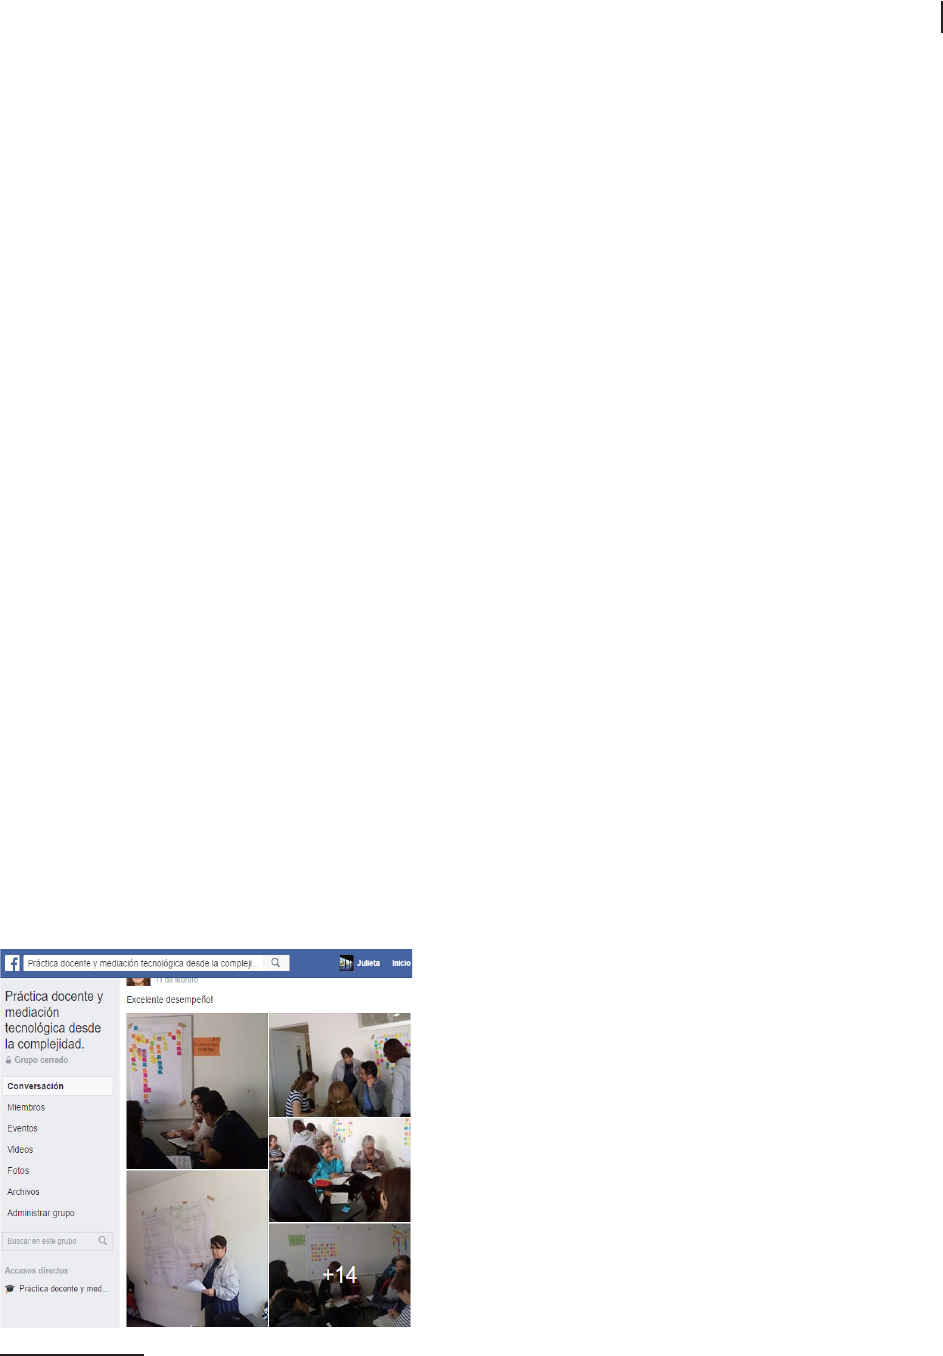 Práctica docente y mediación tecnológica desde la compleji...
Julieta
Inicio
11 de febrero
Excelente desempeño!!
Práctica docente y
mediación
tecnológica desde
la complejidad.
Grupo cerrado
Conversación
Miembros
Eventos
Videos
Fotos
Archivos
Administrar grupo
Buscar en este grupo
Accesos directos
Práctica docente y med...
+14